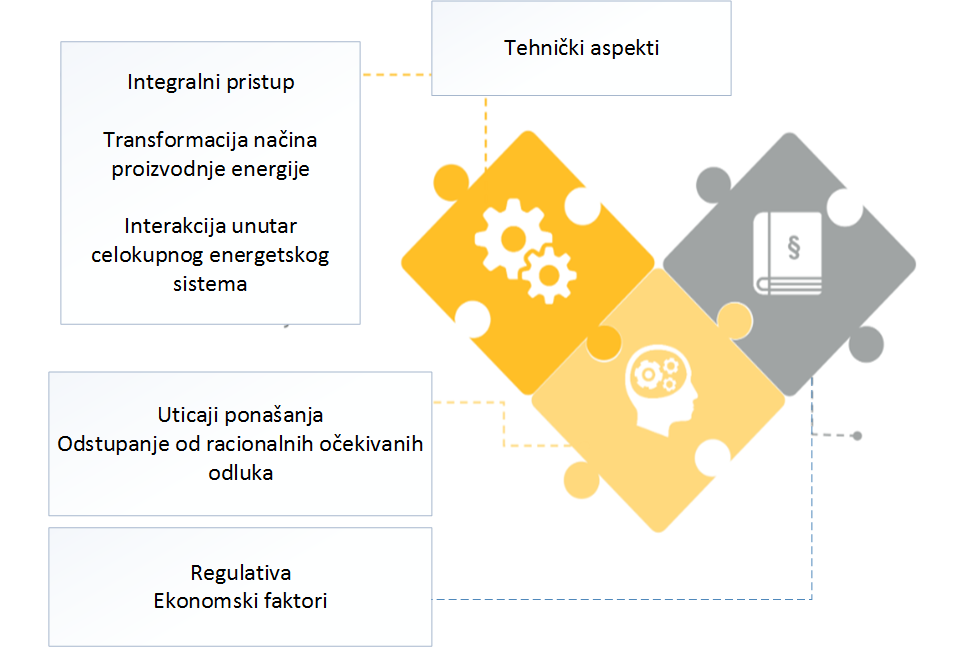 Tehnički aspekti
Integralni pristup
Transformacija načina
proizvodnje energije
Interakcija unutar
celokupnog energetskog
sistema
§
Uticaji ponašanja
Odstupanje od racionalnih očekivanih
odluka
Regulativa
Ekonomski faktori